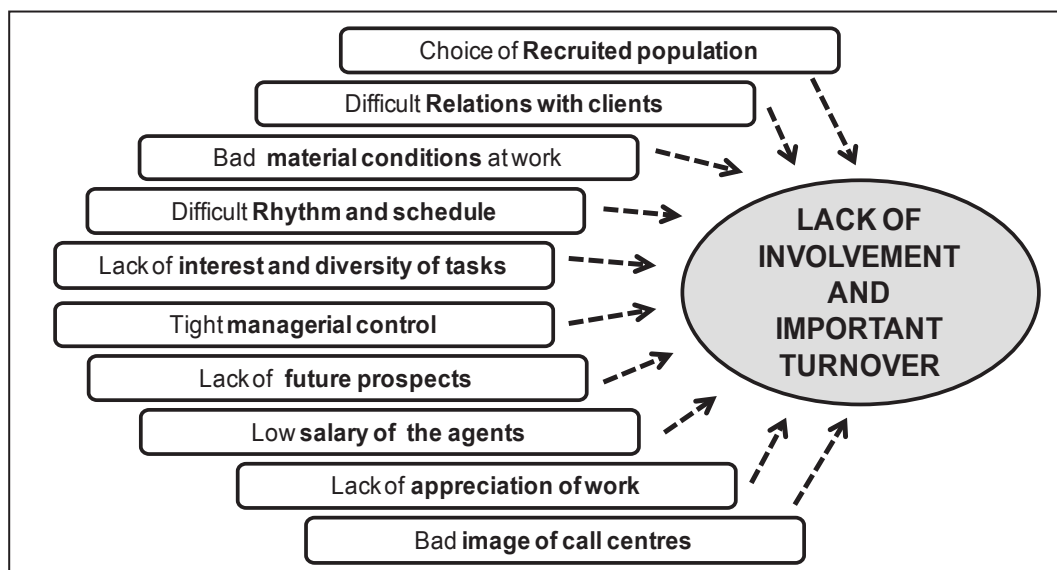 Choice of Recruited population
Difficult Relations with clients
Bad material conditions at work
Difficult Rhythm and schedule
Lack of interest and diversity of tasks
Tight managerial control
Lack of future prospects
Low salary of the agents
Lack of appreciation of work
Bad image of call centres
LACK OF
INVOLVEMENT
AND
IMPORTANT
TURNOVER